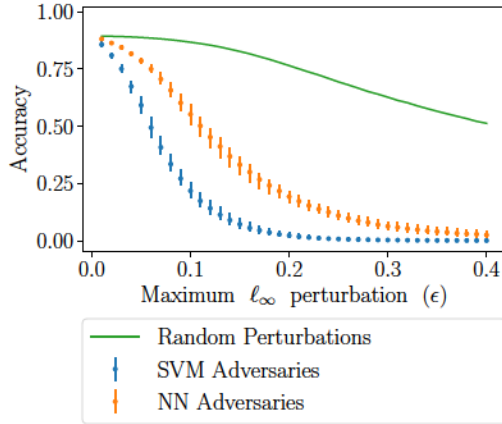 1.00
0.75
0.50
0.25
0.00
Accuracy
0.0 0.1 0.2 0.3 0.4
Maximum ℓ∞ perturbation (ϵ)
Random Perturbations
SVM Adversaries
NN Adversaries